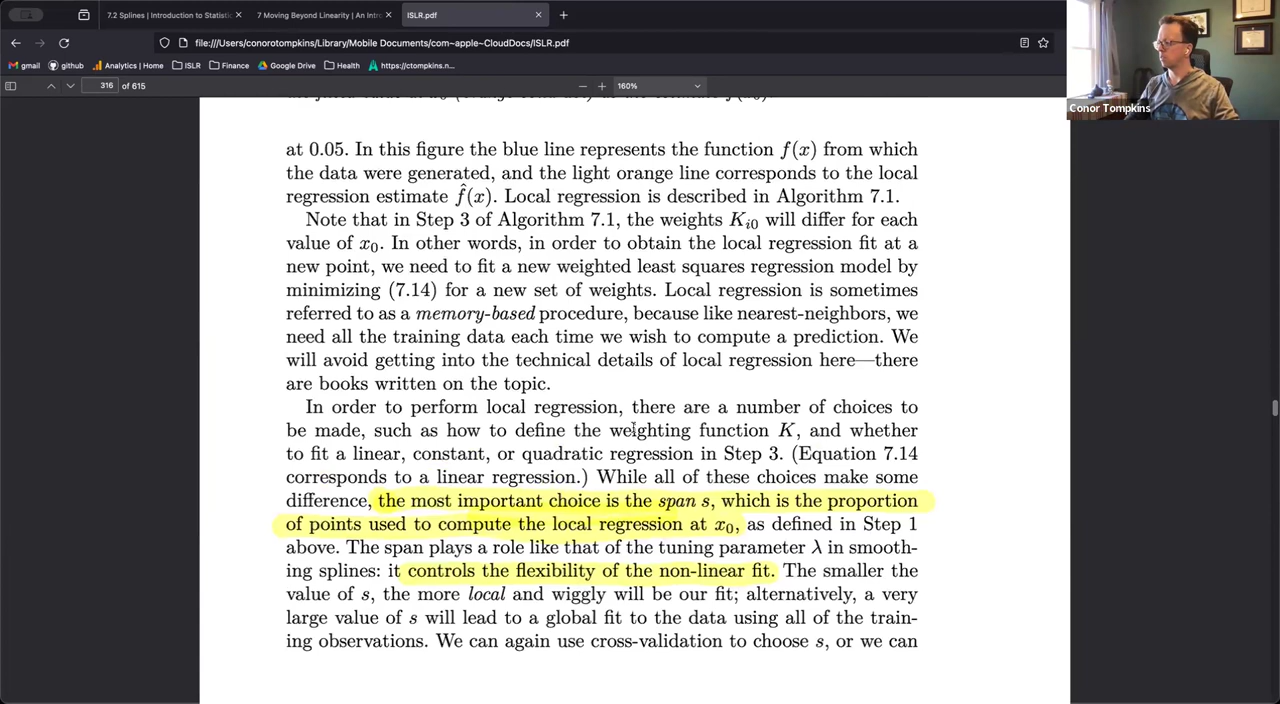 7.2 Splines | Introduction to Statistic
7 Moving Beyond Linearity | An Intr
ISLR.pdf
file:///Users/conorotompkins/Library/Mobile Documents/com~apple~CloudDocs/ISLR.pdf
gmail
github
Analytics | Home
ISLR
Finance
Google Drive
Health
https://ctompkins.n...
316 of 615
160%
Conor Tompkins
at 0.05. In this figure the blue line represents the function f(x) from which
the data were generated, and the light orange line corresponds to the local
regression estimate f̂(x). Local regression is described in Algorithm 7.1.
Note that in Step 3 of Algorithm 7.1, the weights Kᵢ₀ will differ for each
value of x₀. In other words, in order to obtain the local regression fit at a
new point, we need to fit a new weighted least squares regression model by
minimizing (7.14) for a new set of weights. Local regression is sometimes
referred to as a memory-based procedure, because like nearest-neighbors, we
need all the training data each time we wish to compute a prediction. We
will avoid getting into the technical details of local regression here—there
are books written on the topic.
In order to perform local regression, there are a number of choices to
be made, such as how to define the weighting function K, and whether
to fit a linear, constant, or quadratic regression in Step 3. (Equation 7.14
corresponds to a linear regression.) While all of these choices make some
difference, the most important choice is the span s, which is the proportion
of points used to compute the local regression at x₀, as defined in Step 1
above. The span plays a role like that of the tuning parameter λ in smooth-
ing splines: it controls the flexibility of the non-linear fit. The smaller the
value of s, the more local and wiggly will be our fit; alternatively, a very
large value of s will lead to a global fit to the data using all of the train-
ing observations. We can again use cross-validation to choose s, or we can